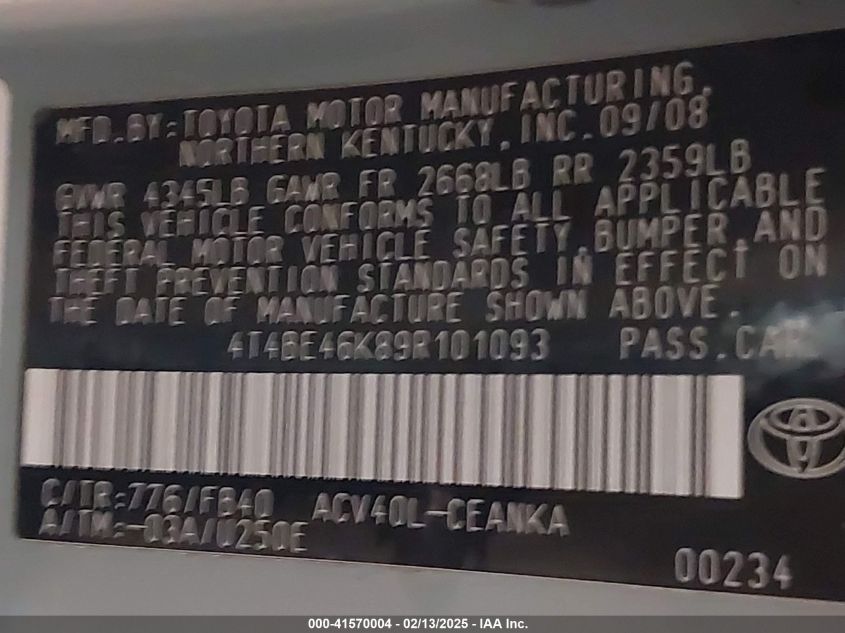 MFD.BY:TOYOTA MOTOR MANUFACTURING,
NORTHERN KENTUCKY,INC.09/08
GVWR 4345LB GAWR FR 2668LB RR 2359LB
THIS VEHICLE CONFORMS TO ALL APPLICABLE
FEDERAL MOTOR VEHICLE SAFETY,BUMPER,AND
THEFT PREVENTION STANDARDS IN EFFECT ON
THE DATE OF MANUFACTURE SHOWN ABOVE.
4T4BE46K89R101093 PASS.CAR
C/TR:776/FB40 ACV40L-CEANKA
A/TM:-03A/U250E
00234
000-41570004 - 02/13/2025 - IAA Inc.